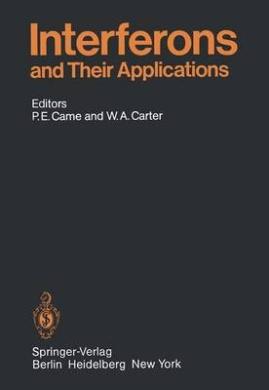 Interferons
and Their Applications
Editors
P.E. Came and W.A. Carter
Springer-Verlag
Berlin Heidelberg New York